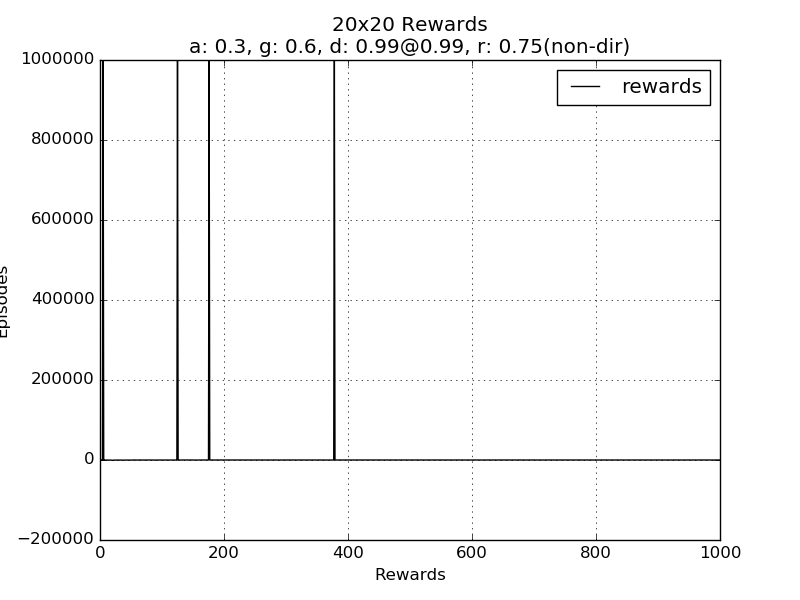 20x20 Rewards
a: 0.3, g: 0.6, d: 0.99@0.99, r: 0.75(non-dir)
1000000
800000
600000
400000
200000
0
−200000
Episodes
rewards
0 200 400 600 800 1000
Rewards